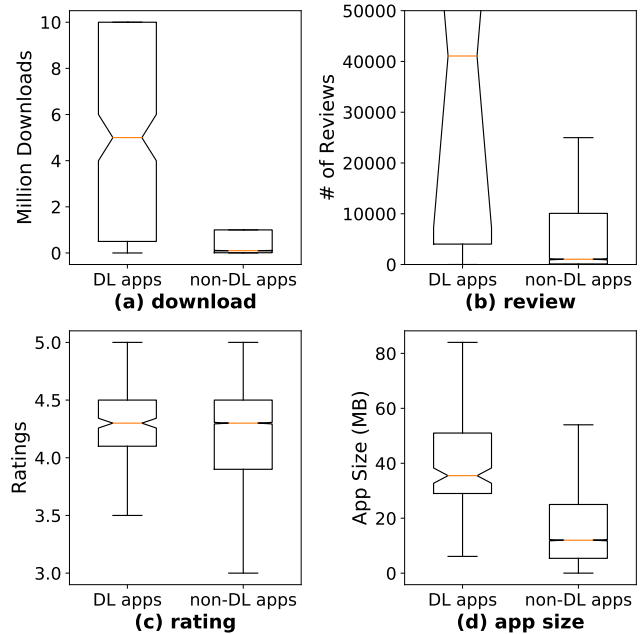 Million Downloads
10
8
6
4
2
0
DL apps non-DL apps
(a) download
# of Reviews
50000
40000
30000
20000
10000
0
DL apps non-DL apps
(b) review
Ratings
5.0
4.5
4.0
3.5
3.0
DL apps non-DL apps
(c) rating
App Size (MB)
80
60
40
20
0
DL apps non-DL apps
(d) app size